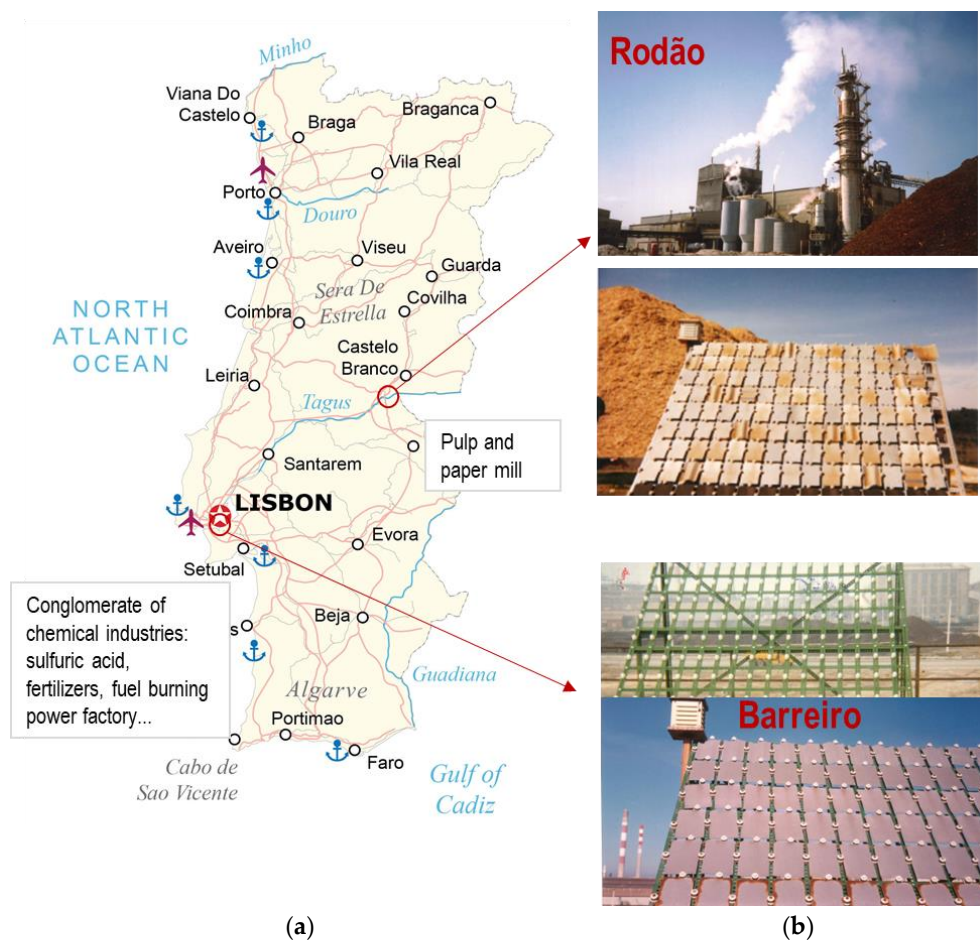 Minho
Viana Do
Castelo
Braga
Braganca
Vila Real
Porto
Douro
Aveiro
Viseu
Guarda
Sera De
Estrella
Covilha
Coimbra
NORTH
ATLANTIC
OCEAN
Castelo
Branco
Leiria
Tagus
Pulp and
paper mill
Santarem
LISBON
Evora
Setubal
Conglomerate of
chemical industries:
sulfuric acid,
fertilizers, fuel burning
power factory...
s
Beja
Guadiana
Algarve
Portimao
Faro
Cabo de
Sao Vicente
Gulf of
Cadiz
(a)
Rodão
Barreiro
(b)